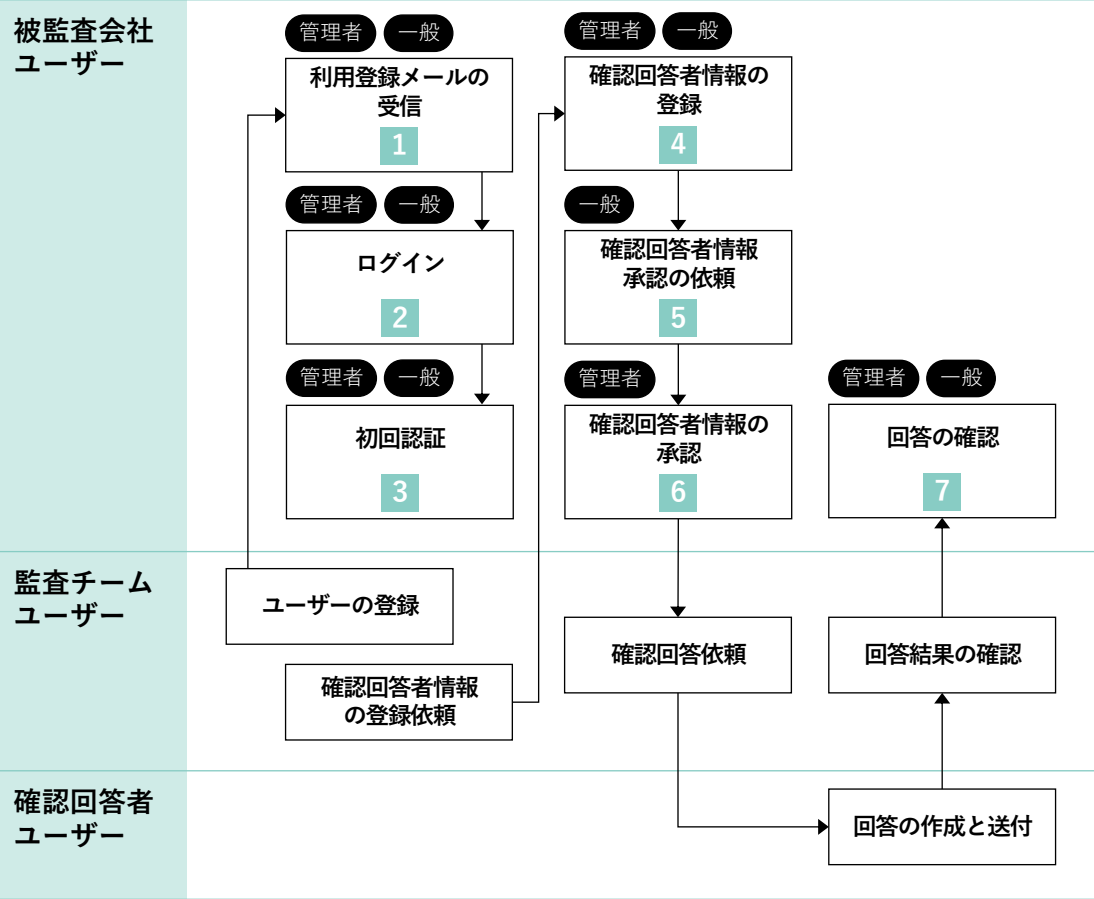 被監査会社
ユーザー
管理者 一般
利用登録メールの
受信
1
管理者 一般
ログイン
2
管理者 一般
初回認証
3
管理者 一般
確認回答者情報の
登録
4
一般
確認回答者情報
承認の依頼
5
管理者
確認回答者情報の
承認
6
管理者 一般
回答の確認
7
監査チーム
ユーザー
ユーザーの登録
確認回答者情報
の登録依頼
確認回答依頼
回答結果の確認
確認回答者
ユーザー
回答の作成と送付